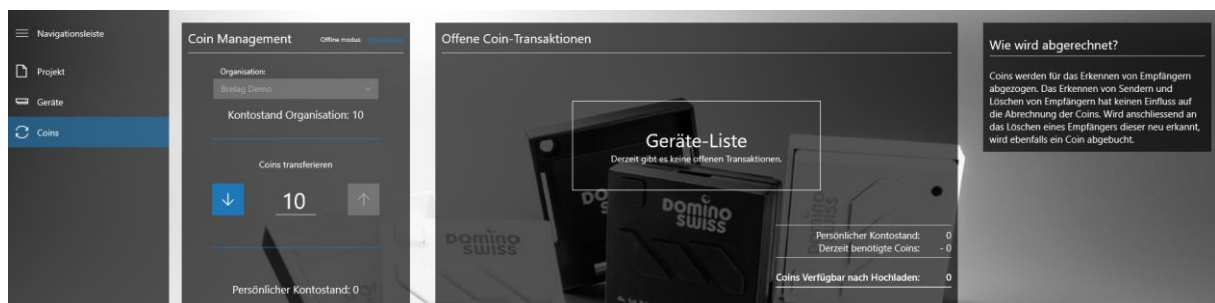 Navigationsleiste
Projekt
Geräte
Coins
Coin Management
Offline modus:
Organisation:
Brelag Demo
Kontostand Organisation: 10
Coins transferieren
10
Persönlicher Kontostand: 0
Offene Coin-Transaktionen
Geräte-Liste
Derzeit gibt es keine offenen Transaktionen.
DOMINO
SWISS
DOMINO
SWISS
Persönlicher Kontostand: 0
Derzeit benötigte Coins: - 0
Coins Verfügbar nach Hochladen: 0
Wie wird abgerechnet?
Coins werden für das Erkennen von Empfängern
abgezogen. Das Erkennen von Sendern und
Löschen von Empfängern hat keinen Einfluss auf
die Abrechnung der Coins. Wird anschliessend an
das Löschen eines Empfängers dieser neu erkannt,
wird ebenfalls ein Coin abgebucht.